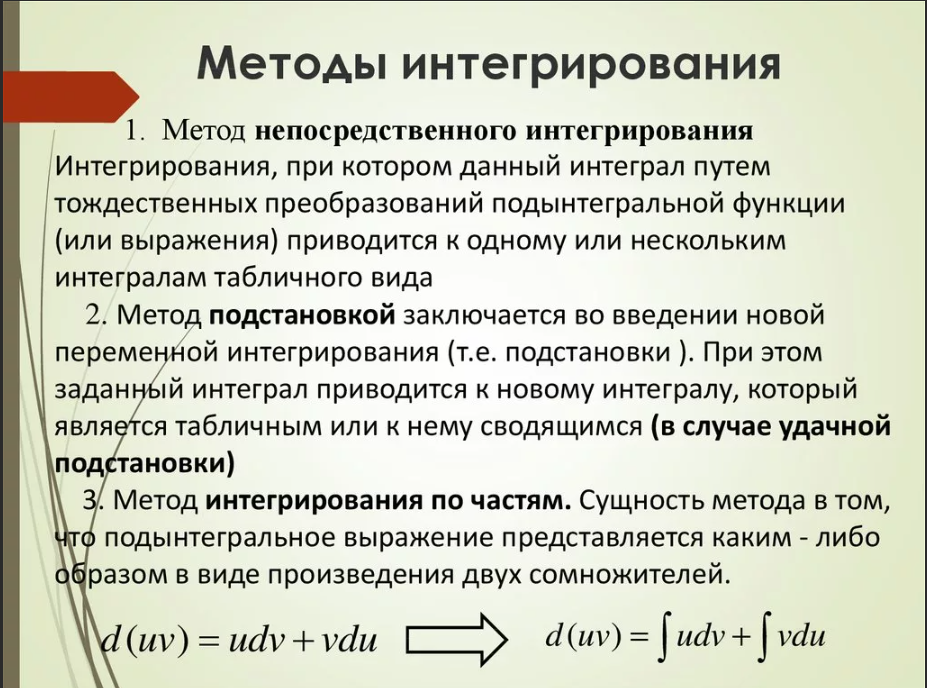 Методы интегрирования
1. Метод непосредственного интегрирования
Интегрирования, при котором данный интеграл путем
тождественных преобразований подынтегральной функции
(или выражения) приводится к одному или нескольким
интегралам табличного вида
2. Метод подстановкой заключается во введении новой
переменной интегрирования (т.е. подстановки ). При этом
заданный интеграл приводится к новому интегралу, который
является табличным или к нему сводящимся (в случае удачной
подстановки)
3. Метод интегрирования по частям. Сущность метода в том,
что подынтегральное выражение представляется каким - либо
образом в виде произведения двух сомножителей.
d(uv) = udv + vdu d(uv) = ∫udv + ∫vdu